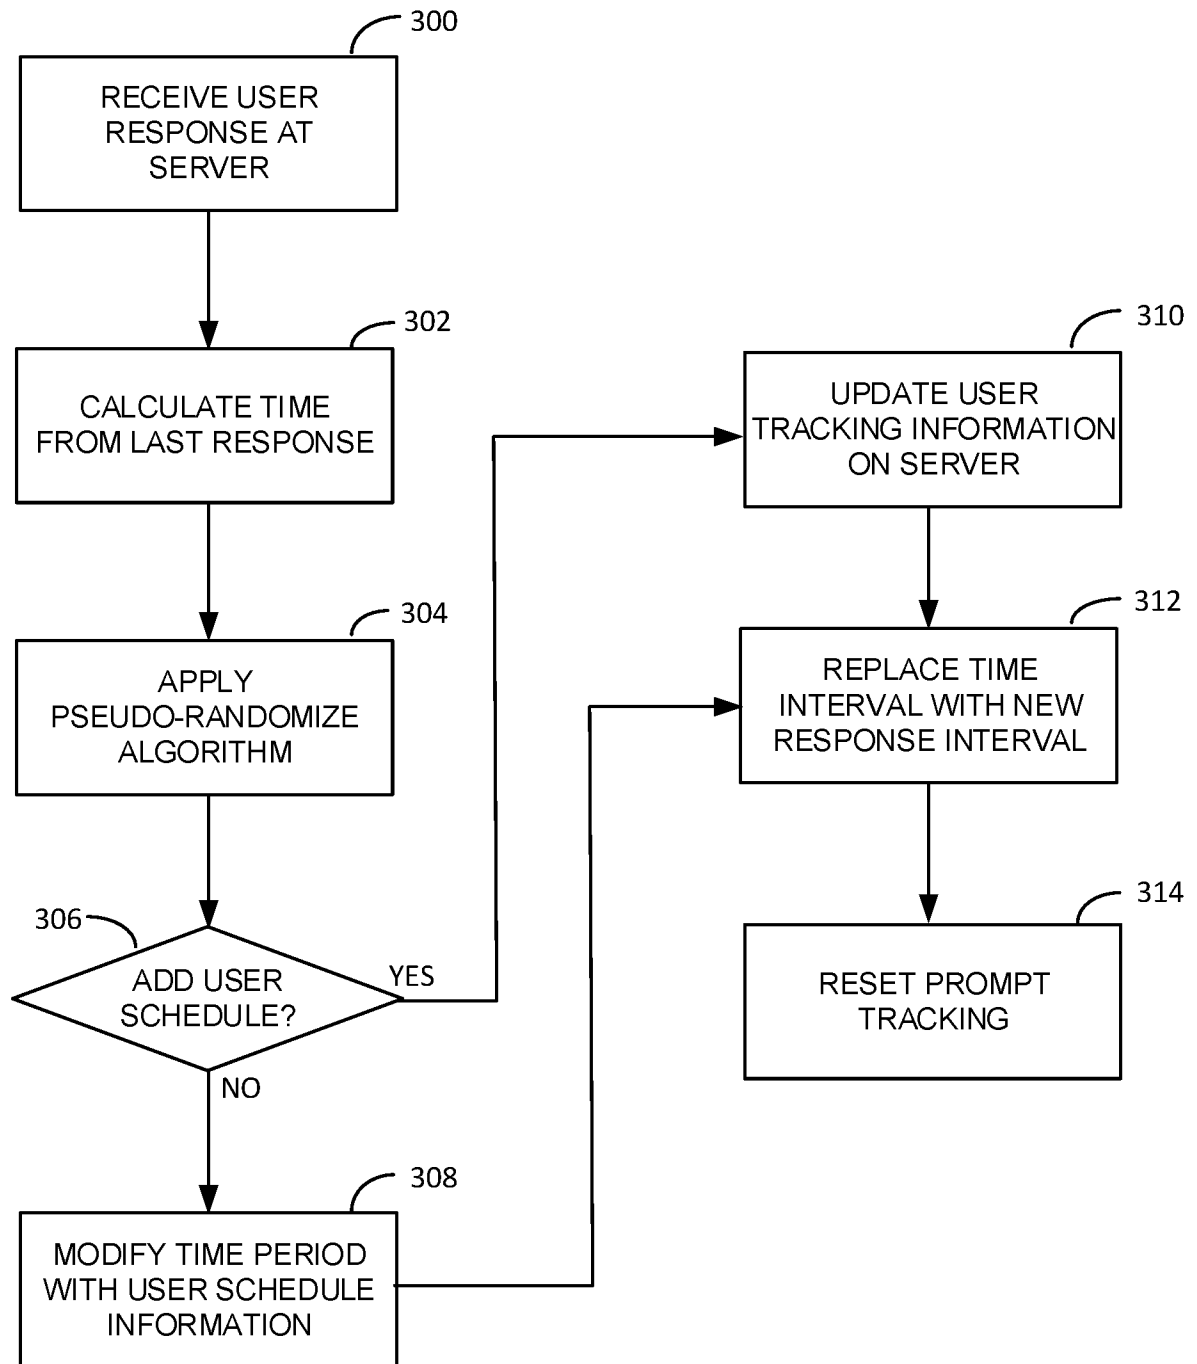 300
RECEIVE USER
RESPONSE AT
SERVER
302
CALCULATE TIME
FROM LAST RESPONSE
304
APPLY
PSEUDO-RANDOMIZE
ALGORITHM
306
ADD USER
SCHEDULE?
YES
NO
308
MODIFY TIME PERIOD
WITH USER SCHEDULE
INFORMATION
310
UPDATE USER
TRACKING INFORMATION
ON SERVER
312
REPLACE TIME
INTERVAL WITH NEW
RESPONSE INTERVAL
314
RESET PROMPT
TRACKING